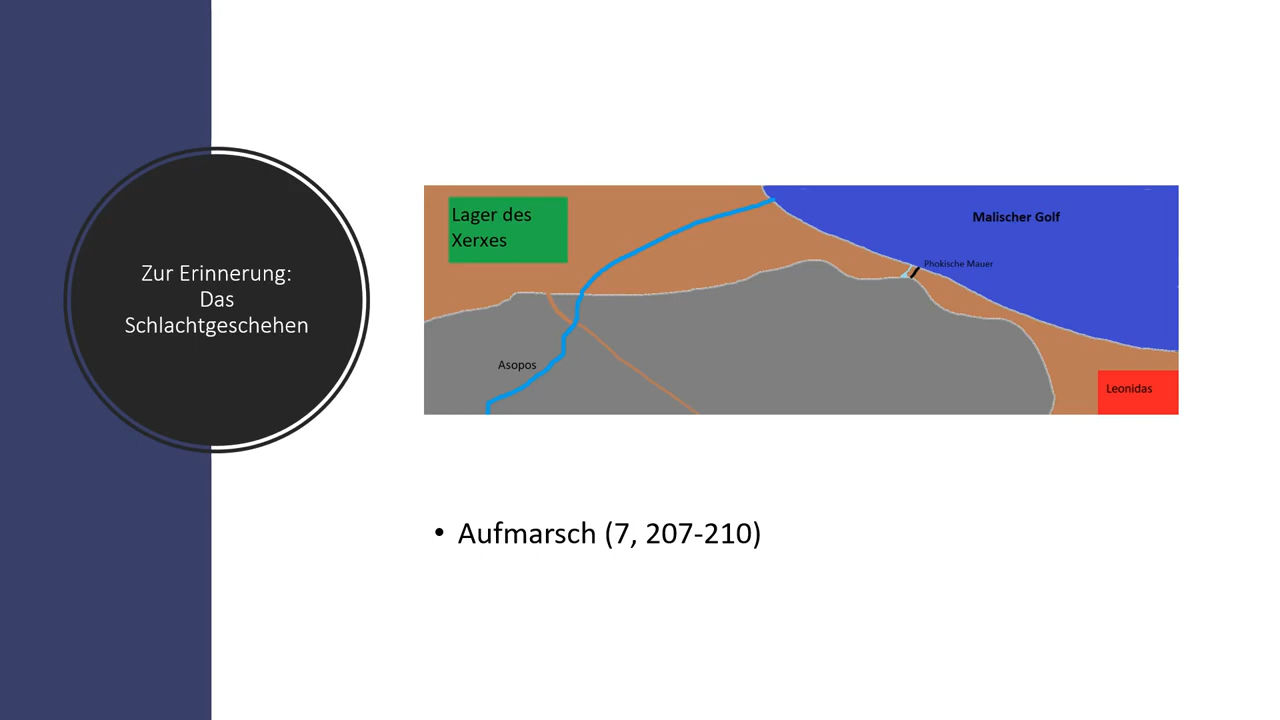 Zur Erinnerung:
Das
Schlachtgeschehen
Lager des
Xerxes
Malischer Golf
Phokische Mauer
Asopos
Leonidas
• Aufmarsch (7, 207-210)